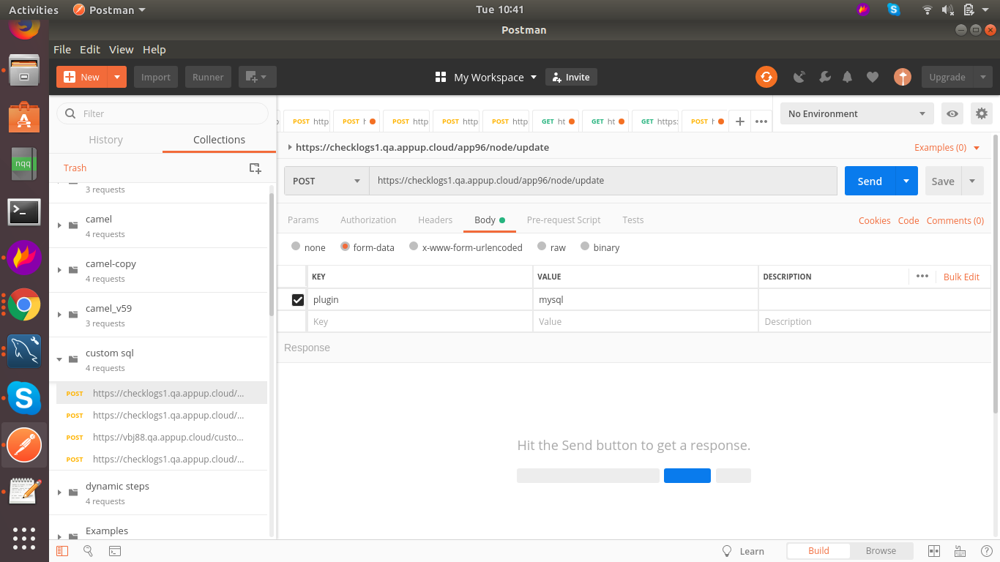 Activities Postman Tue 10:41
Postman
File Edit View Help
New Import Runner My Workspace Invite Upgrade
Filter
History Collections
Trash
3 requests
camel
4 requests
camel-copy
4 requests
camel_v59
3 requests
custom sql
4 requests
POST https://checklogs1.qa.appup.cloud/...
POST https://checklogs1.qa.appup.cloud/...
POST https://vbj88.qa.appup.cloud/custo...
POST https://checklogs1.qa.appup.cloud/...
dynamic steps
4 requests
Examples
nqq
POST http POST h POST http POST http POST http GET ht GET ht GET https: POST h
No Environment
https://checklogs1.qa.appup.cloud/app96/node/update Examples (0)
POST https://checklogs1.qa.appup.cloud/app96/node/update Send Save
Params Authorization Headers Body Pre-request Script Tests Cookies Code Comments (0)
none form-data x-www-form-urlencoded raw binary
KEY VALUE DESCRIPTION Bulk Edit
plugin mysql
Key Value Description
Response
Hit the Send button to get a response.
Learn Build Browse